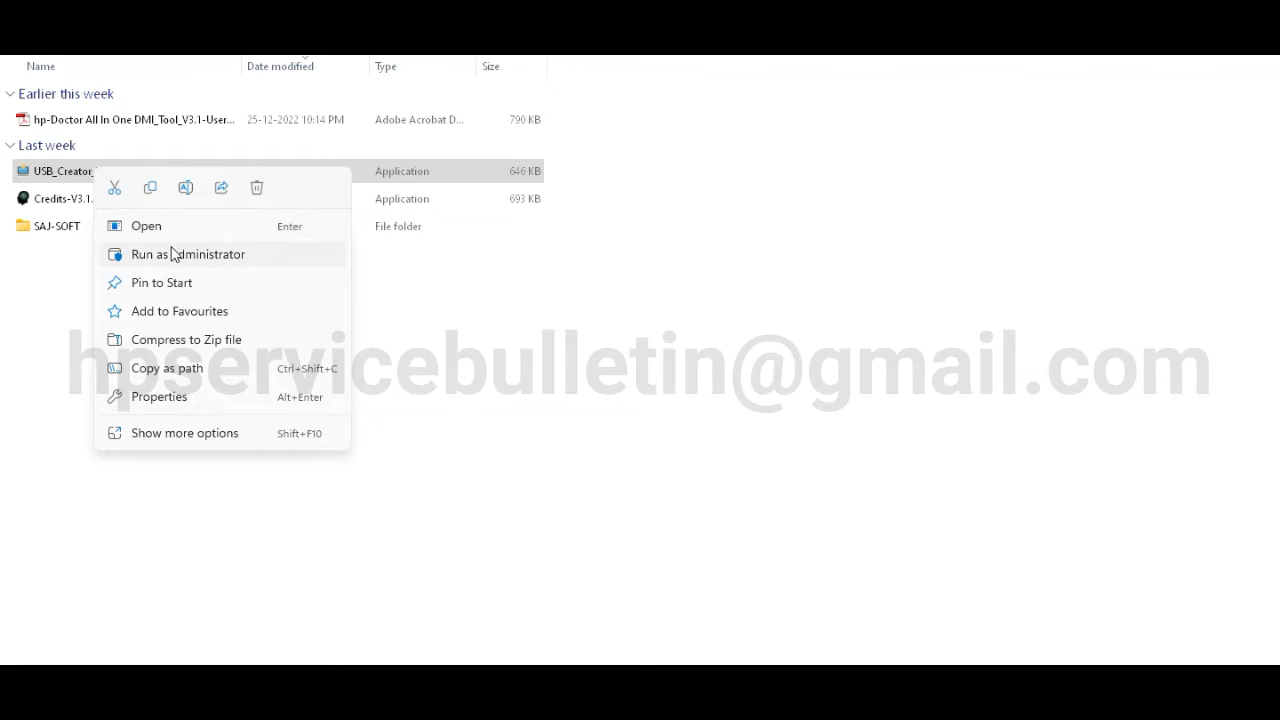 Name Date modified Type Size
Earlier this week
hp-Doctor All In One DMI_Tool_V3.1-User... 25-12-2022 10:14 PM Adobe Acrobat D... 790 KB
Last week
USB_Creator_ Application 646 KB
Credits-V3.1. Application 693 KB
SAJ-SOFT File folder
Open Enter
Run as administrator
Pin to Start
Add to Favourites
Compress to Zip file
hpservicebulletin@gmail.com
Copy as path Ctrl+Shift+C
Properties Alt+Enter
Show more options Shift+F10